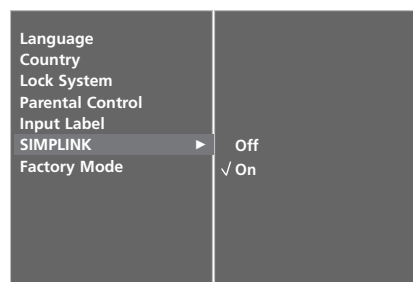 Language
Country
Lock System
Parental Control
Input Label
SIMPLINK ►
Factory Mode
Off
√ On